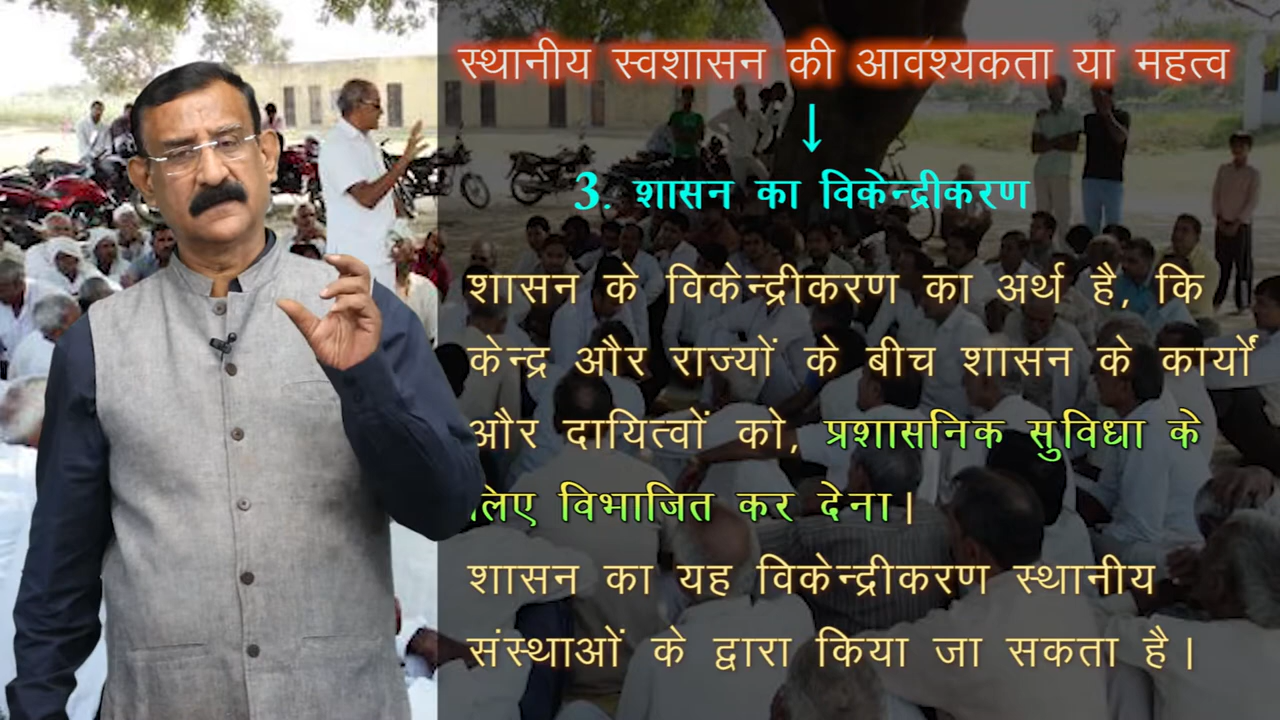 स्थानीय स्वशासन की आवश्यकता या महत्व
↓
3. शासन का विकेन्द्रीकरण
शासन के विकेन्द्रीकरण का अर्थ है, कि
केन्द्र और राज्यों के बीच शासन के कार्यों
और दायित्वों को, प्रशासनिक सुविधा के
लिए विभाजित कर देना।
शासन का यह विकेन्द्रीकरण स्थानीय
संस्थाओं के द्वारा किया जा सकता है।